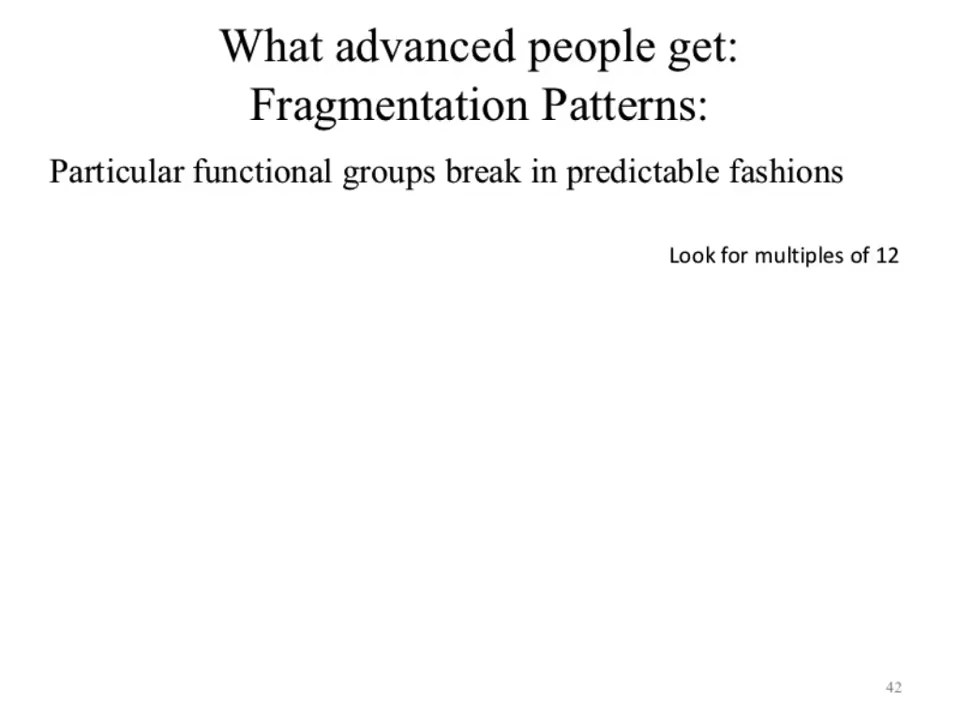 What advanced people get:
Fragmentation Patterns:
Particular functional groups break in predictable fashions
Look for multiples of 12
42